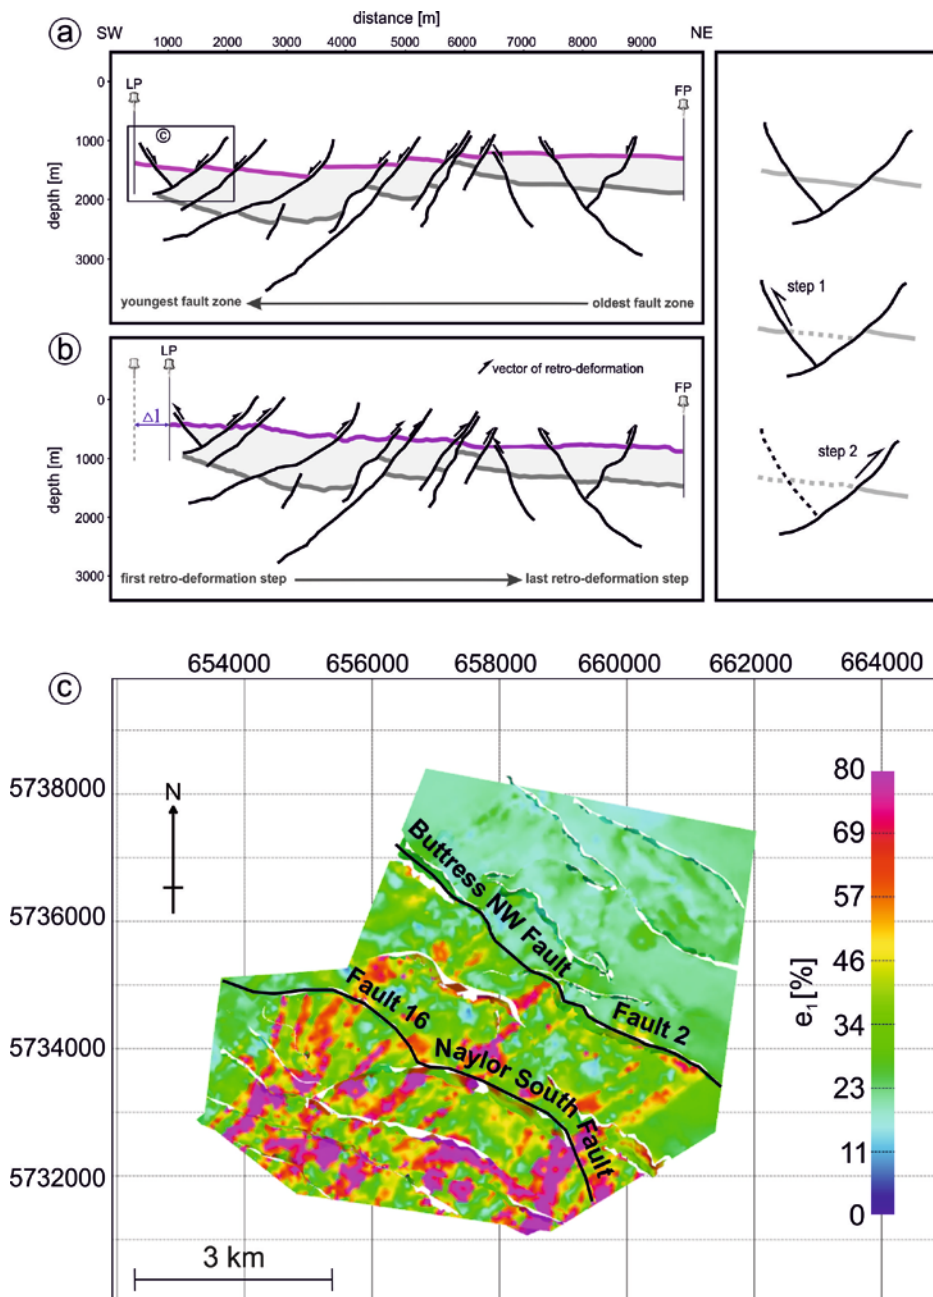 distance [m]
a SW NE
1000 2000 3000 4000 5000 6000 7000 8000 9000
LP FP
c
0
1000
2000
3000
depth [m]
youngest fault zone oldest fault zone
b
LP FP
vector of retro-deformation
Δl
0
1000
2000
3000
depth [m]
first retro-deformation step last retro-deformation step
step 1
step 2
c
654000 656000 658000 660000 662000 664000
5738000
5736000
5734000
5732000
N
Buttress NW Fault
Fault 2
Fault 16
Naylor South Fault
80
69
57
46
34
23
11
0
e1 [%]
3 km